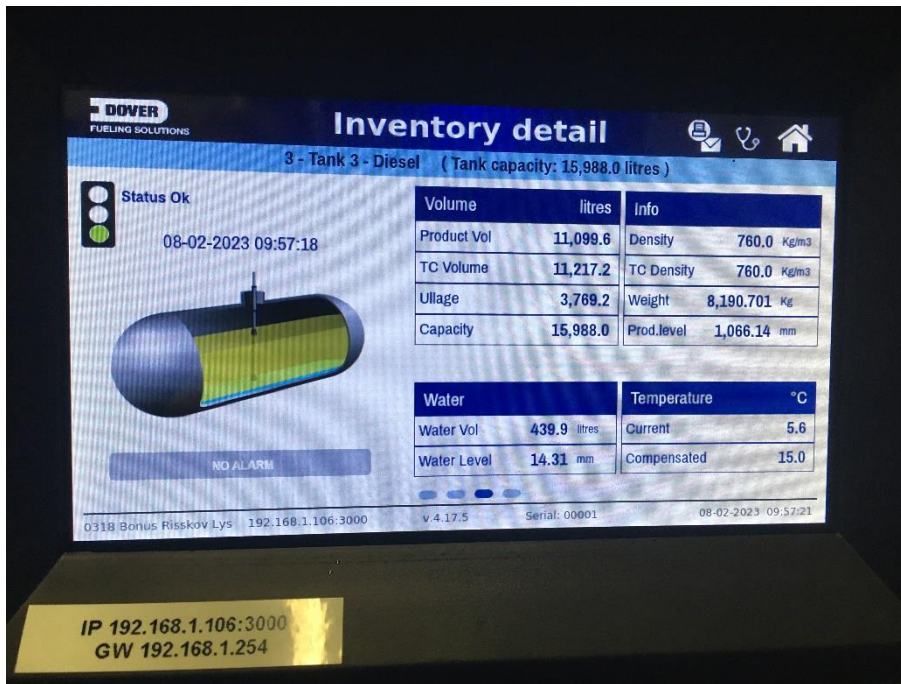 DOVER
FUELING SOLUTIONS
Inventory detail
3 - Tank 3 - Diesel ( Tank capacity: 15,988.0 litres )
Status Ok
08-02-2023 09:57:18
NO ALARM
Volume litres
Product Vol 11,099.6
TC Volume 11,217.2
Ullage 3,769.2
Capacity 15,988.0
Info
Density 760.0 Kg/m3
TC Density 760.0 Kg/m3
Weight 8,190.701 Kg
Prod.level 1,066.14 mm
Water
Water Vol 439.9 litres
Water Level 14.31 mm
Temperature °C
Current 5.6
Compensated 15.0
0318 Bonus Risskov Lys 192.168.1.106:3000 v.4.17.5 Serial: 00001 08-02-2023 09:57:21
IP 192.168.1.106:3000
GW 192.168.1.254